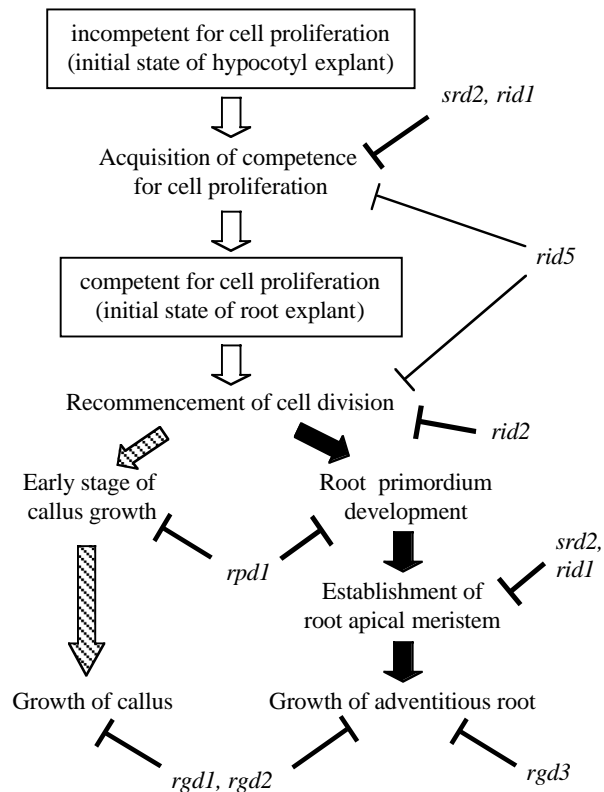 incompetent for cell proliferation
(initial state of hypocotyl explant)
srd2, rid1
Acquisition of competence
for cell proliferation
rid5
competent for cell proliferation
(initial state of root explant)
Recommencement of cell division
rid2
Early stage of
callus growth
Root primordium
development
rpd1
srd2,
rid1
Establishment of
root apical meristem
Growth of callus
Growth of adventitious root
rgd1, rgd2
rgd3